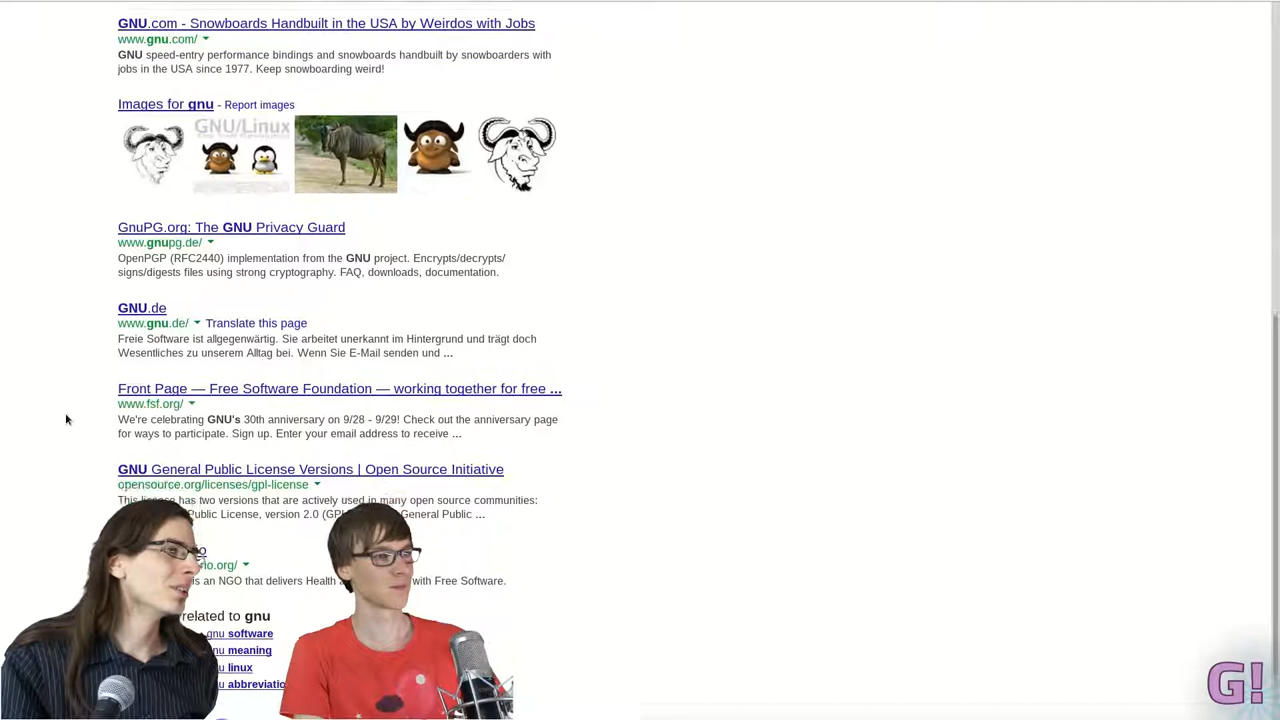 GNU.com - Snowboards Handbuilt in the USA by Weirdos with Jobs
www.gnu.com/
GNU speed-entry performance bindings and snowboards handbuilt by snowboarders with
jobs in the USA since 1977. Keep snowboarding weird!
Images for gnu - Report images
GNU/Linux
GnuPG.org: The GNU Privacy Guard
www.gnupg.de/
OpenPGP (RFC2440) implementation from the GNU project. Encrypts/decrypts/
signs/digests files using strong cryptography. FAQ, downloads, documentation.
GNU.de
www.gnu.de/ Translate this page
Freie Software ist allgegenwärtig. Sie arbeitet unerkannt im Hintergrund und trägt doch
Wesentliches zu unserem Alltag bei. Wenn Sie E-Mail senden und ...
Front Page — Free Software Foundation — working together for free ...
www.fsf.org/
We're celebrating GNU's 30th anniversary on 9/28 - 9/29! Check out the anniversary page
for ways to participate. Sign up. Enter your email address to receive ...
GNU General Public License Versions | Open Source Initiative
opensource.org/licenses/gpl-license
This license has two versions that are actively used in many open source communities:
Public License, version 2.0 (GPL General Public ...
io.org/
is an NGO that delivers Health with Free Software.
related to gnu
gnu software
gnu meaning
linux
abbreviatio
G!